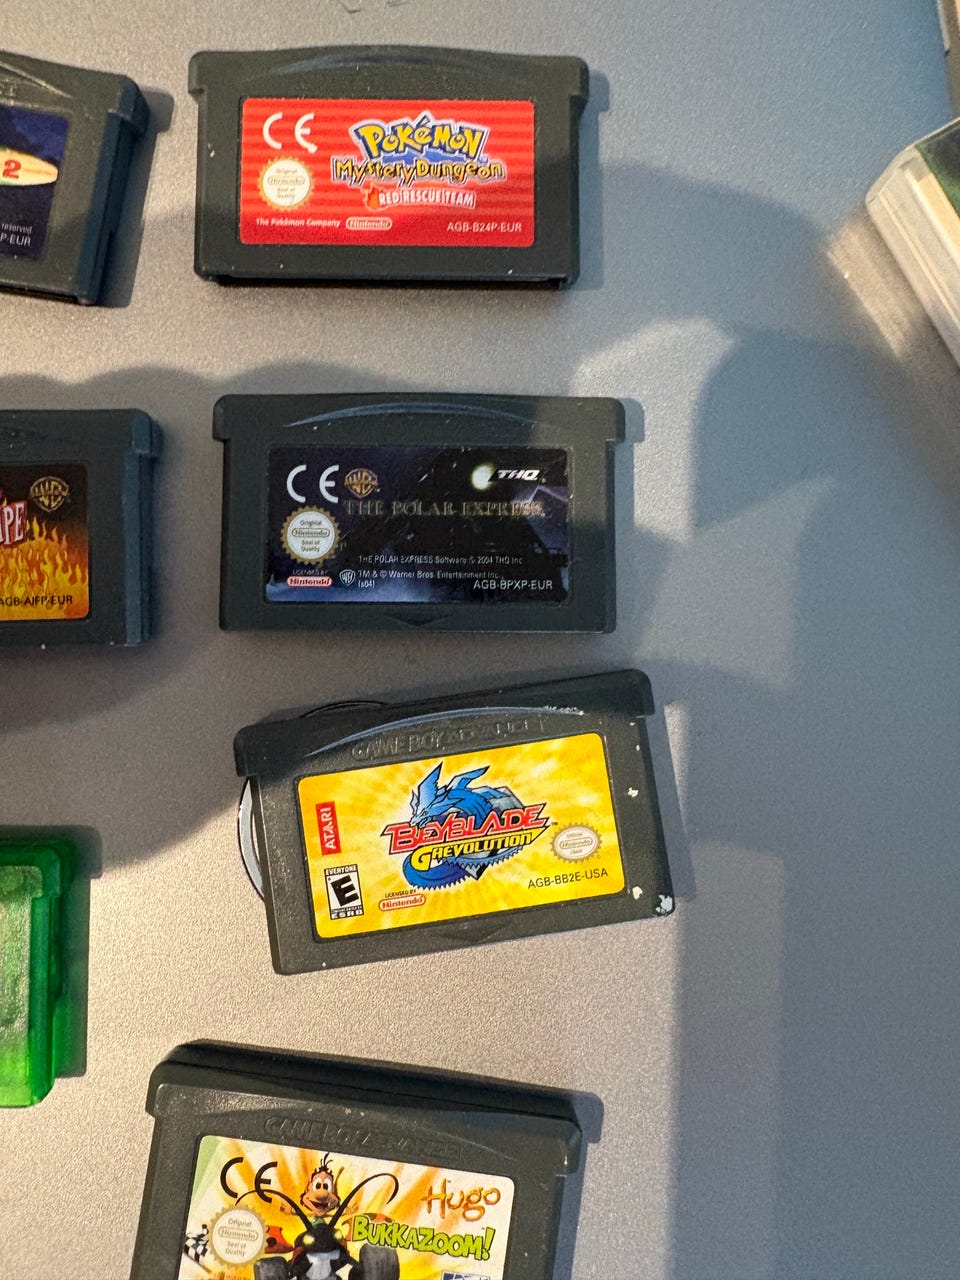 2
reserved
P-EUR
CE
POKéMON
Mystery Dungeon
RED RESCUE TEAM
Original
Nintendo
Seal of
Quality
The Pokémon Company
Nintendo
AGB-B24P-EUR
APE
AGB-AIFP-EUR
CE
THQ
THE POLAR EXPRESS
Original
Nintendo
Seal of
Quality
THE POLAR EXPRESS Software © 2004 THQ Inc
LICENSED BY
Nintendo
TM & © Warner Bros. Entertainment Inc.
(s04)
AGB-BPXP-EUR
GAME BOY ADVANCE
ATARI
BEYBLADE
G REVOLUTION
Official
Nintendo
Seal
EVERYONE
E
ESRB
LICENSED BY
Nintendo
AGB-BB2E-USA
GAME BOY ADVANCE
CE
Hugo
BUKKAZOOM!
Original
Nintendo
Seal of
Quality